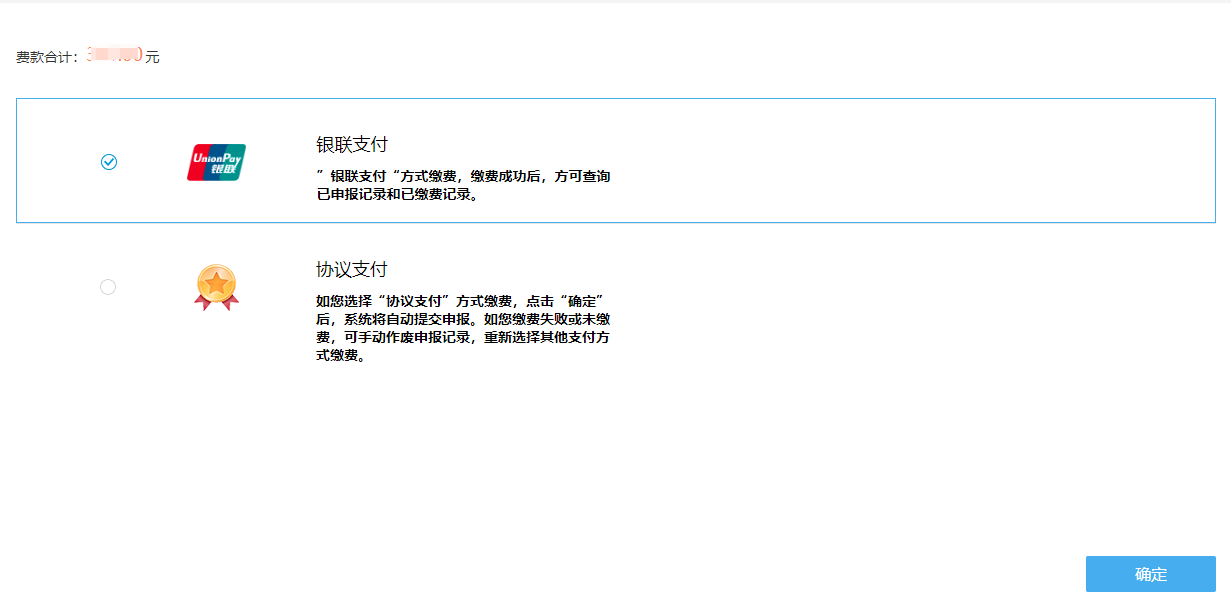 费款合计：元
银联支付
UnionPay
银联
”银联支付“方式缴费，缴费成功后，方可查询
已申报记录和已缴费记录。
协议支付
如您选择“协议支付”方式缴费，点击“确定”
后，系统将自动提交申报。如您缴费失败或未缴
费，可手动作废申报记录，重新选择其他支付方
式缴费。
确定